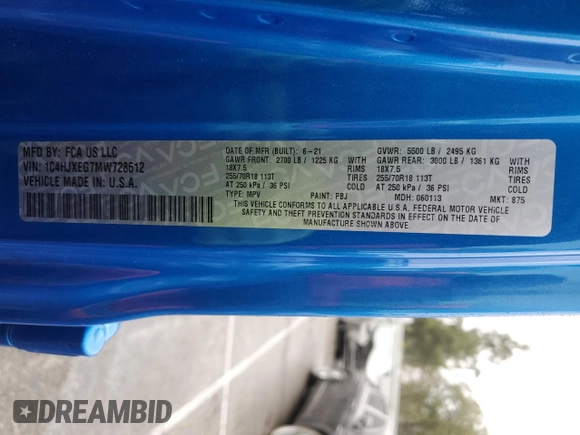 MFD BY: FCA US LLC
VIN: 1C4HJXEG7MW728612
VEHICLE MADE IN U.S.A.
DATE OF MFR (BUILT): 6-21
GVWR: 5500 LB / 2495 KG
GAWR FRONT: 2700 LB / 1225 KG WITH
GAWR REAR: 3000 LB / 1361 KG WITH
18X7.5 RIMS
18X7.5 RIMS
255/70R18 113T TIRES
255/70R18 113T TIRES
AT 250 kPa / 36 PSI COLD
AT 250 kPa / 36 PSI COLD
TYPE: MPV PAINT: PBJ MDH: 060113 MKT: 875
THIS VEHICLE CONFORMS TO ALL APPLICABLE U.S.A. FEDERAL MOTOR VEHICLE
SAFETY AND THEFT PREVENTION STANDARDS IN EFFECT ON THE DATE OF
MANUFACTURE SHOWN ABOVE.
DREAMBID